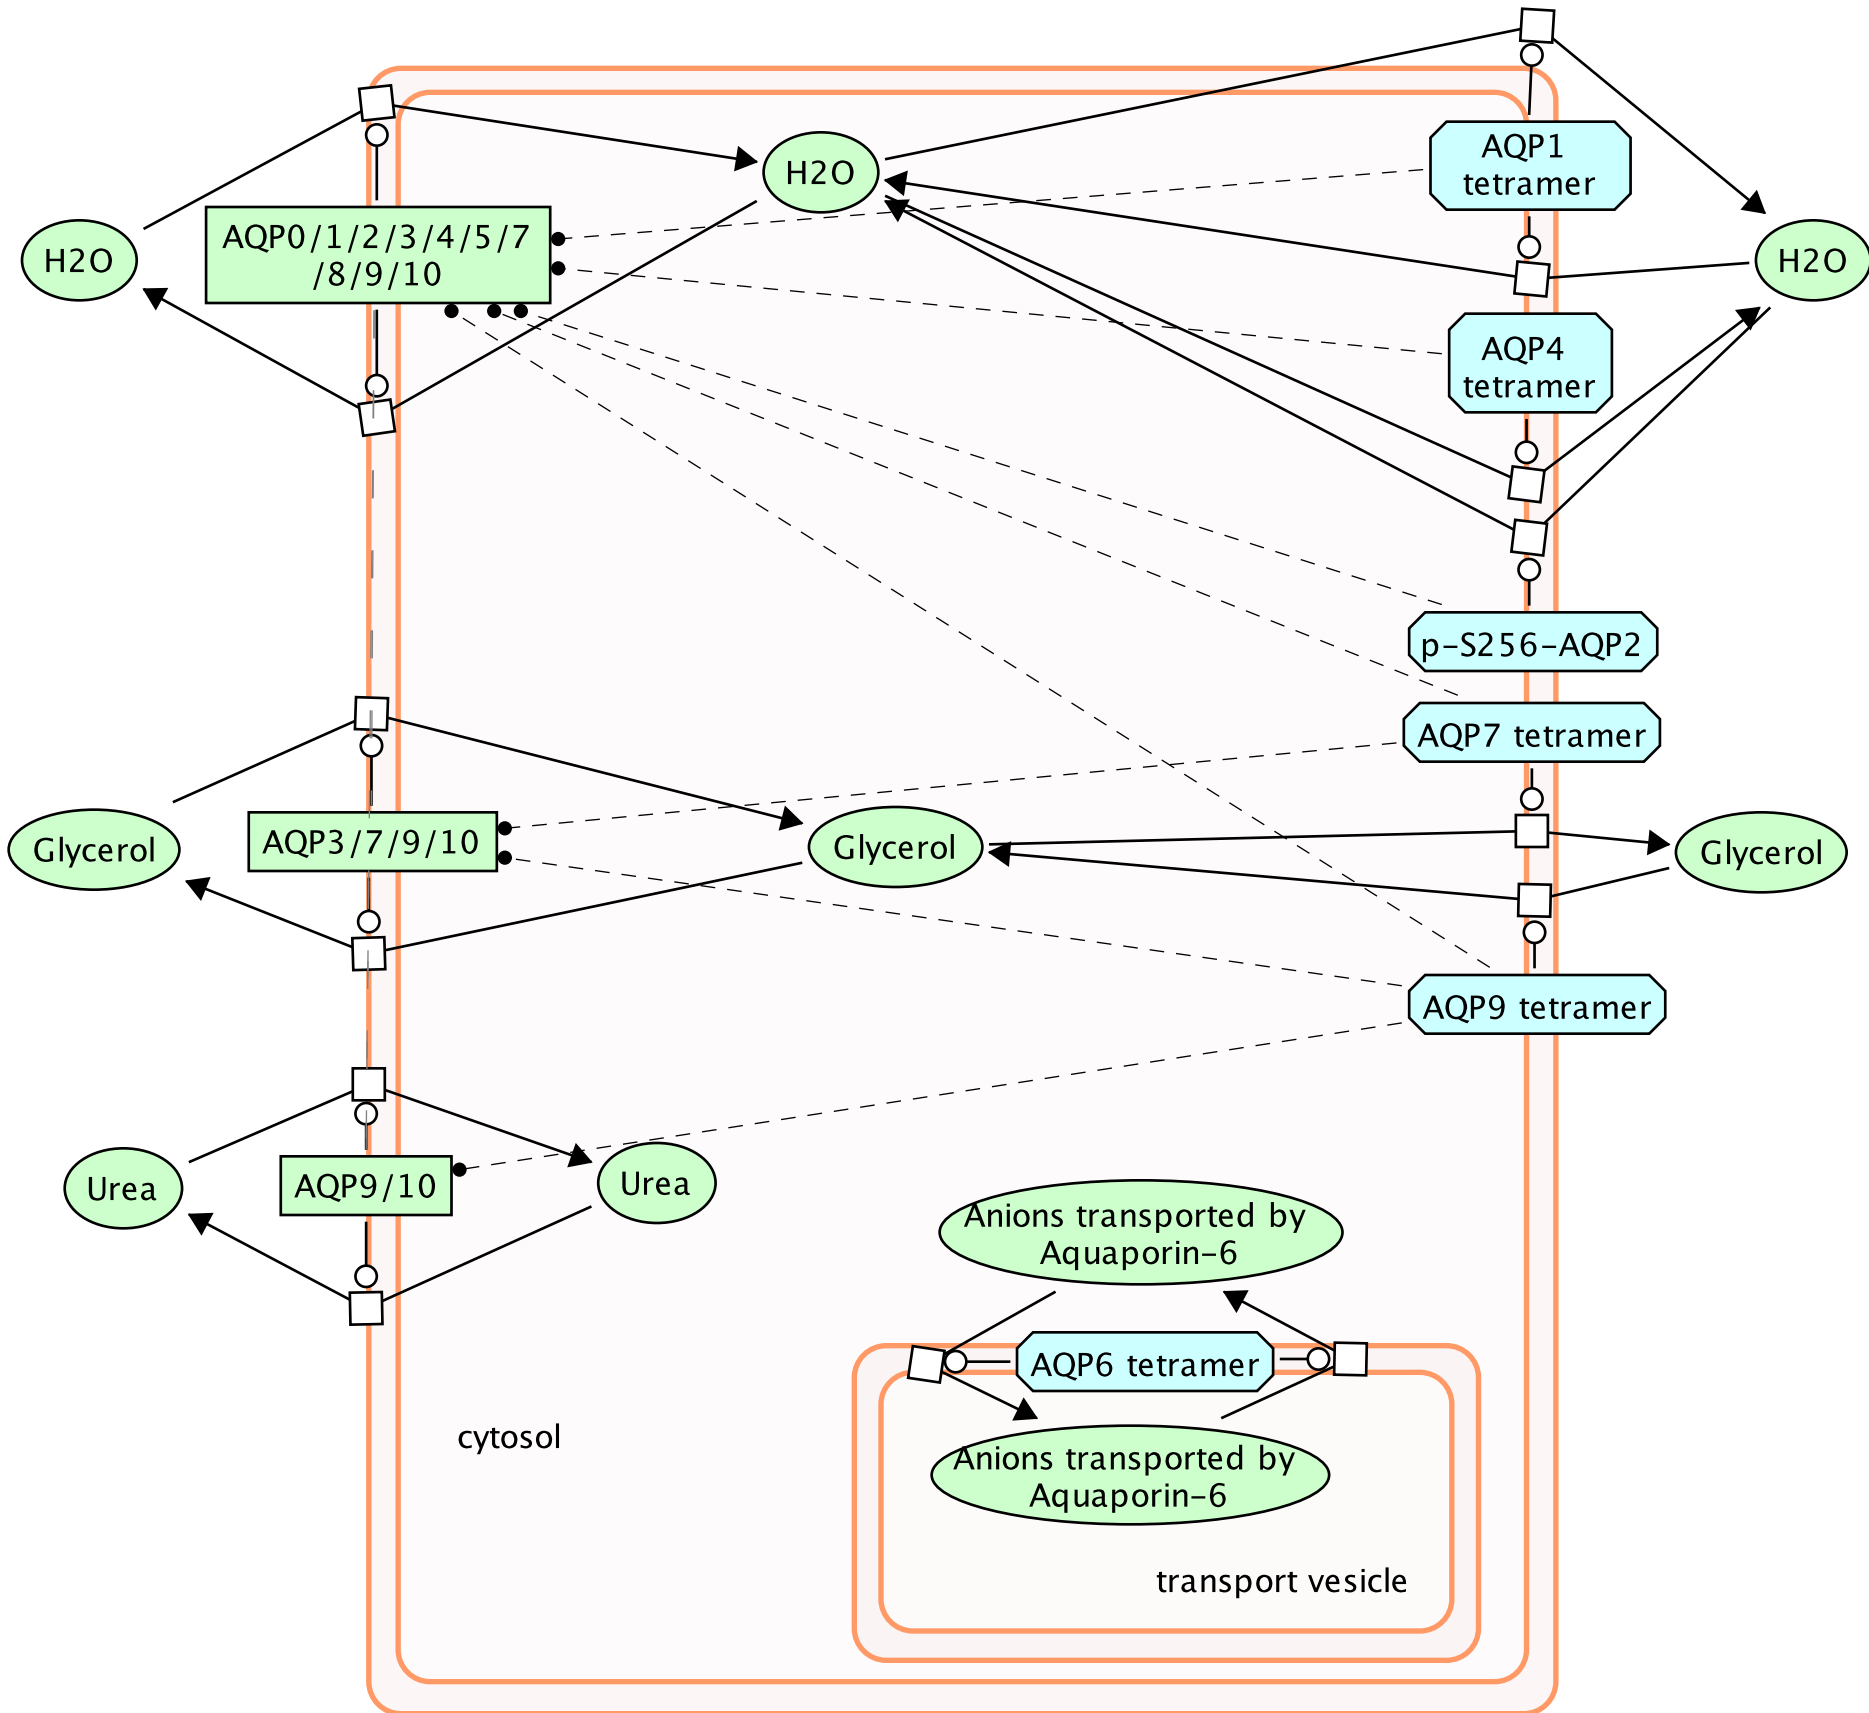 AQP1
tetramer
H2O
AQP0/1/2/3/4/5/7
/8/9/10
H2O
H2O
AQP4
tetramer
p-S256-AQP2
AQP7 tetramer
Glycerol
AQP3/7/9/10
Glycerol
Glycerol
AQP9 tetramer
Urea
AQP9/10
Urea
Anions transported by
Aquaporin-6
AQP6 tetramer
cytosol
Anions transported by
Aquaporin-6
transport vesicle